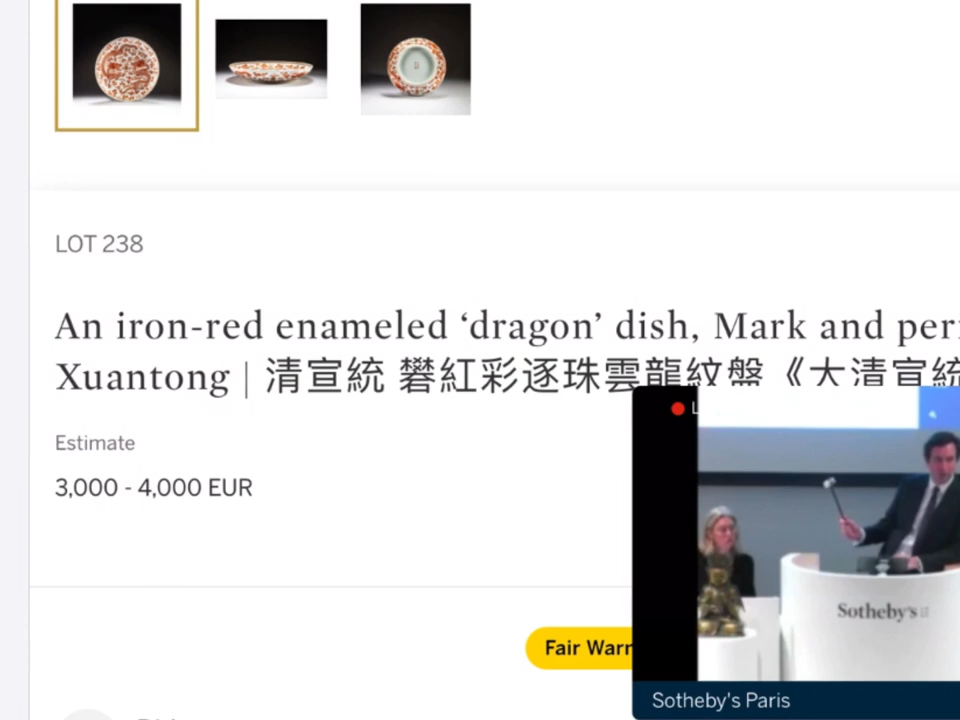 LOT 238
An iron-red enameled ‘dragon’ dish, Mark and
Xuantong | 清宣統 礬紅彩逐珠雲龍紋盤《大清宣統
Estimate
3,000 - 4,000 EUR
Sotheby's
Fair Warn
Sotheby's Paris